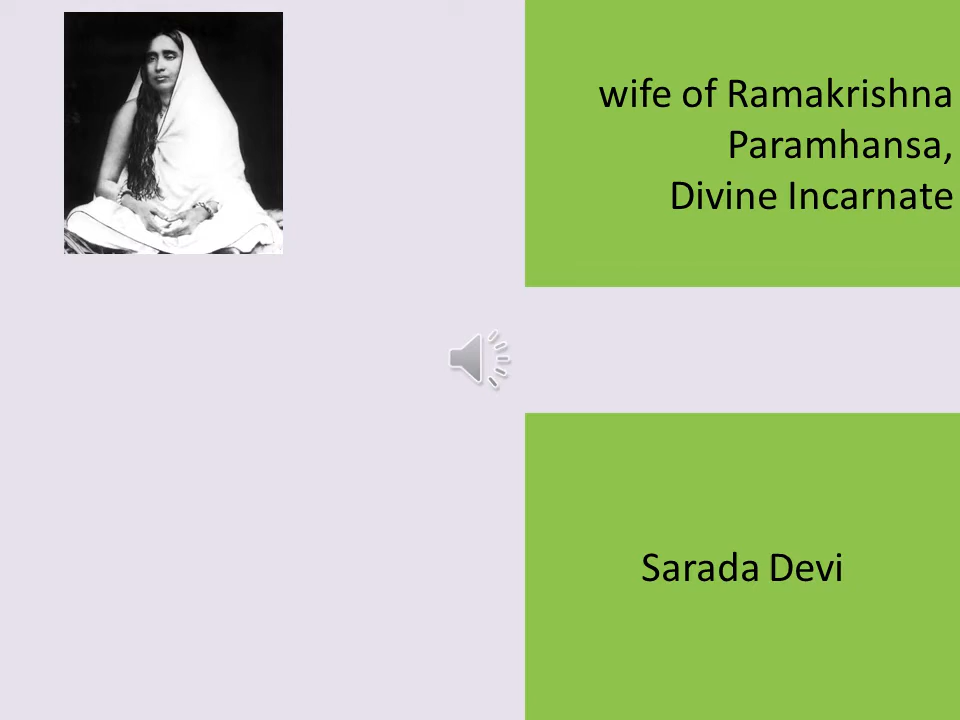 wife of Ramakrishna
Paramhansa,
Divine Incarnate
Sarada Devi